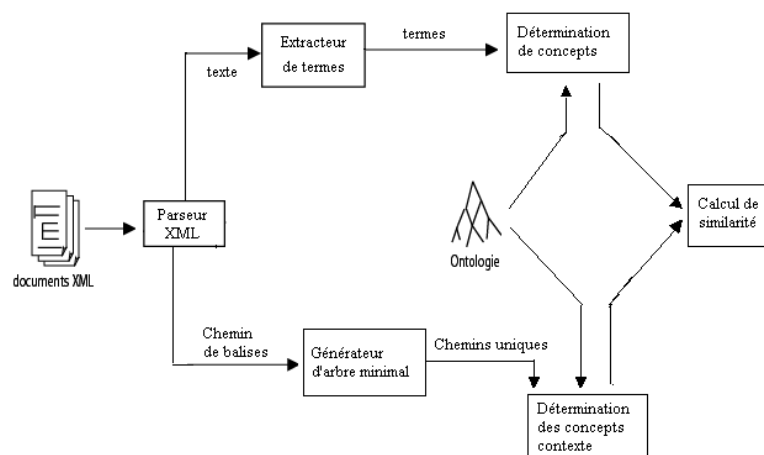 Extracteur
de termes
termes
Détermination
de concepts
texte
Parseur
XML
documents XML
Ontologie
Calcul de
similarité
Chemin
de balises
Générateur
d'arbre minimal
Chemins uniques
Détermination
des concepts
contexte